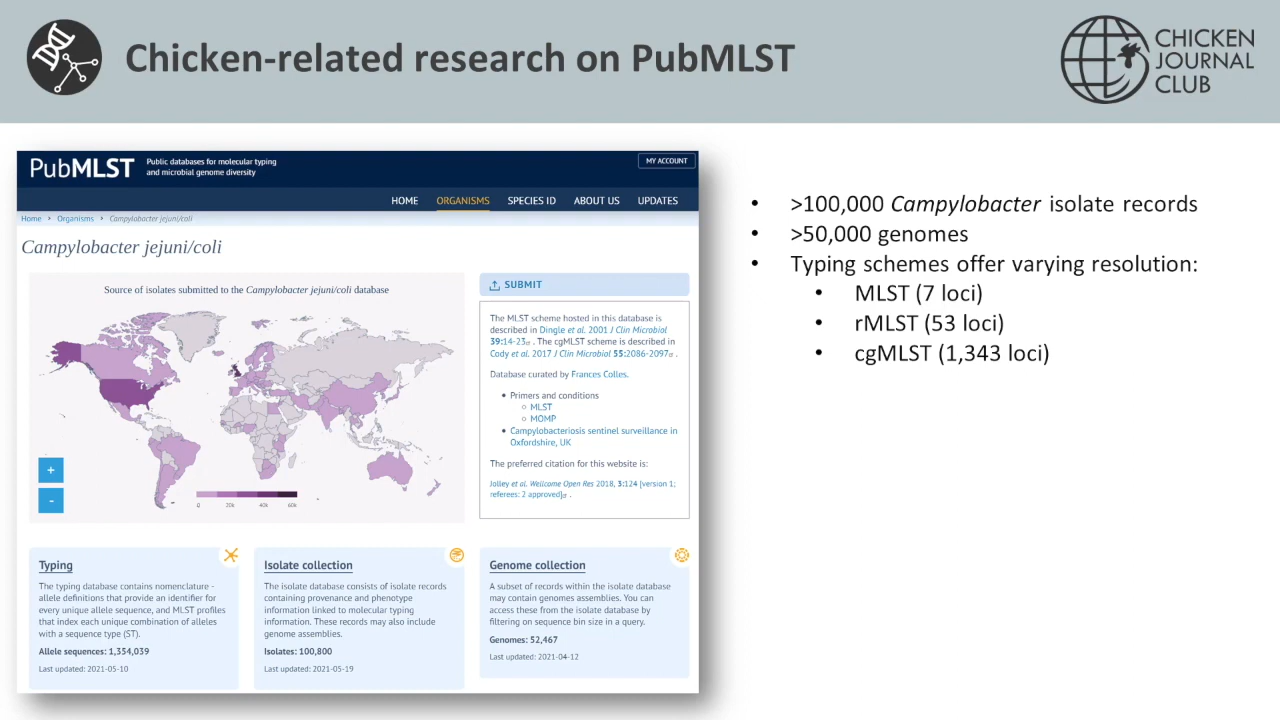 Chicken-related research on PubMLST
CHICKEN
JOURNAL
CLUB
PubMLST
Public databases for molecular typing
and microbial genome diversity
MY ACCOUNT
HOME ORGANISMS SPECIES ID ABOUT US UPDATES
Home > Organisms > Campylobacter jejuni/coli
Campylobacter jejuni/coli
Source of isolates submitted to the Campylobacter jejuni/coli database
+
-
0 20k 40k 60k
SUBMIT
The MLST scheme hosted in this database is
described in Dingle et al. 2001 J Clin Microbiol
39:14-23. The cgMLST scheme is described in
Cody et al. 2017 J Clin Microbiol 55:2086-2097.
Database curated by Frances Colles.
• Primers and conditions
○ MLST
○ MOMP
• Campylobacteriosis sentinel surveillance in
Oxfordshire, UK
The preferred citation for this website is:
Jolley et al. Wellcome Open Res 2018, 3:124 [version 1;
referees: 2 approved].
Typing
The typing database contains nomenclature -
allele definitions that provide an identifier for
every unique allele sequence, and MLST profiles
that index each unique combination of alleles
with a sequence type (ST).
Allele sequences: 1,354,039
Last updated: 2021-05-10
Isolate collection
The isolate database consists of isolate records
containing provenance and phenotype
information linked to molecular typing
information. These records may also include
genome assemblies.
Isolates: 100,800
Last updated: 2021-05-19
Genome collection
A subset of records within the isolate database
may contain genomes assemblies. You can
access these from the isolate database by
filtering on sequence bin size in a query.
Genomes: 52,467
Last updated: 2021-04-12
• >100,000 Campylobacter isolate records
• >50,000 genomes
• Typing schemes offer varying resolution:
• MLST (7 loci)
• rMLST (53 loci)
• cgMLST (1,343 loci)